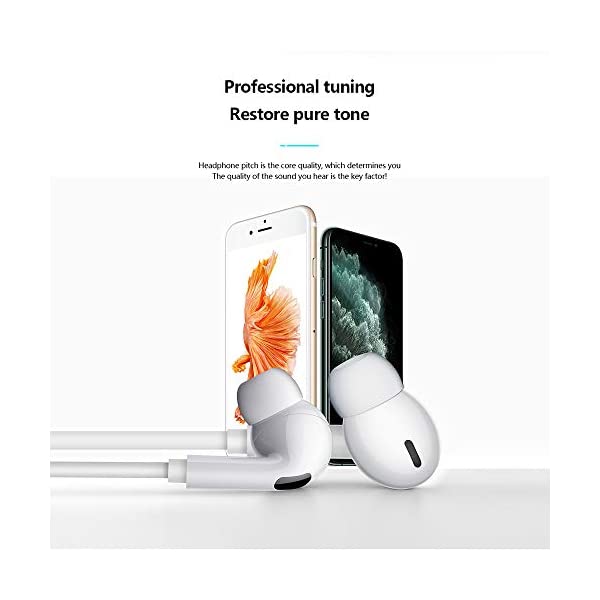 Professional tuning
Restore pure tone
Headphone pitch is the core quality, which determines you
The quality of the sound you hear is the key factor!